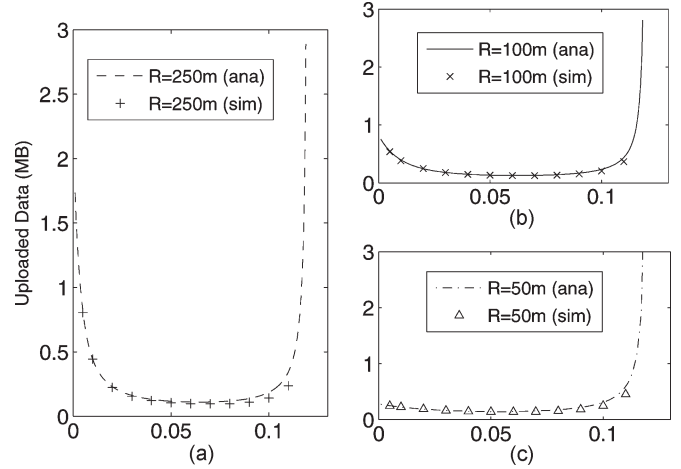 3
2.5
2
1.5
1
0.5
0
Uploaded Data (MB)
R=250m (ana)
R=250m (sim)
0.05
0.1
(a)
3
2
1
0
R=100m (ana)
R=100m (sim)
0
0.05
0.1
(b)
3
2
1
0
R=50m (ana)
R=50m (sim)
0
0.05
0.1
(c)